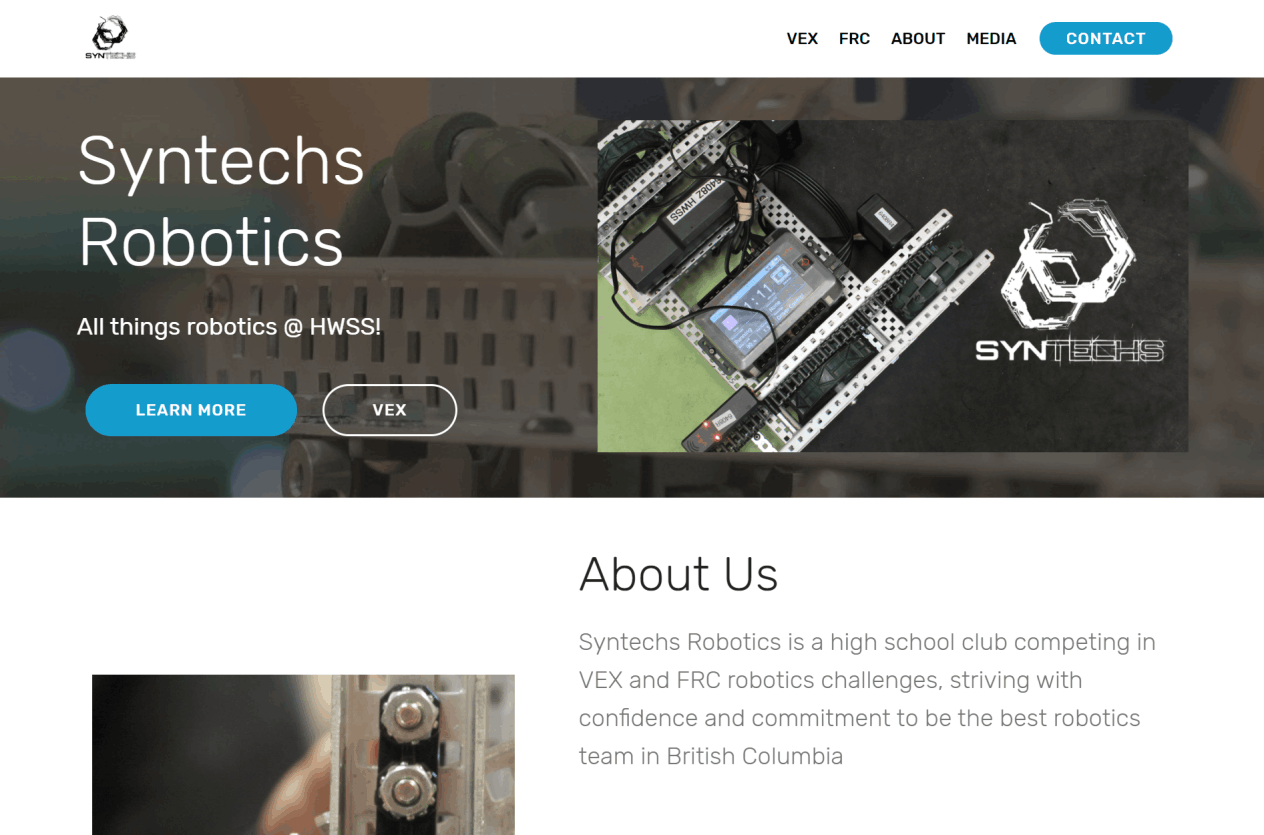 SYNTECHS
VEX
FRC
ABOUT
MEDIA
CONTACT
Syntechs
Robotics
All things robotics @ HWSS!
LEARN MORE
VEX
HWSS
SYNTECHS
About Us
Syntechs Robotics is a high school club competing in
VEX and FRC robotics challenges, striving with
confidence and commitment to be the best robotics
team in British Columbia